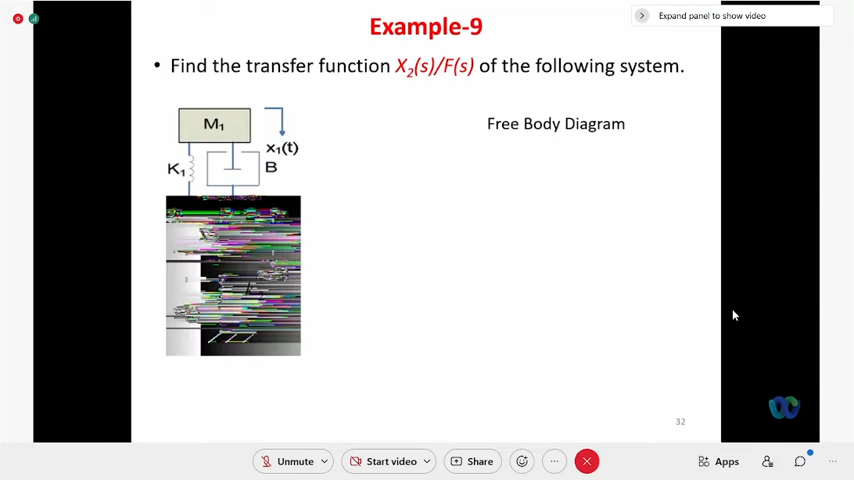 Expand panel to show video
Example-9
• Find the transfer function X₂(s)/F(s) of the following system.
Free Body Diagram
M₁
x₁(t)
K₁
B
32
Unmute
Start video
Share
Apps